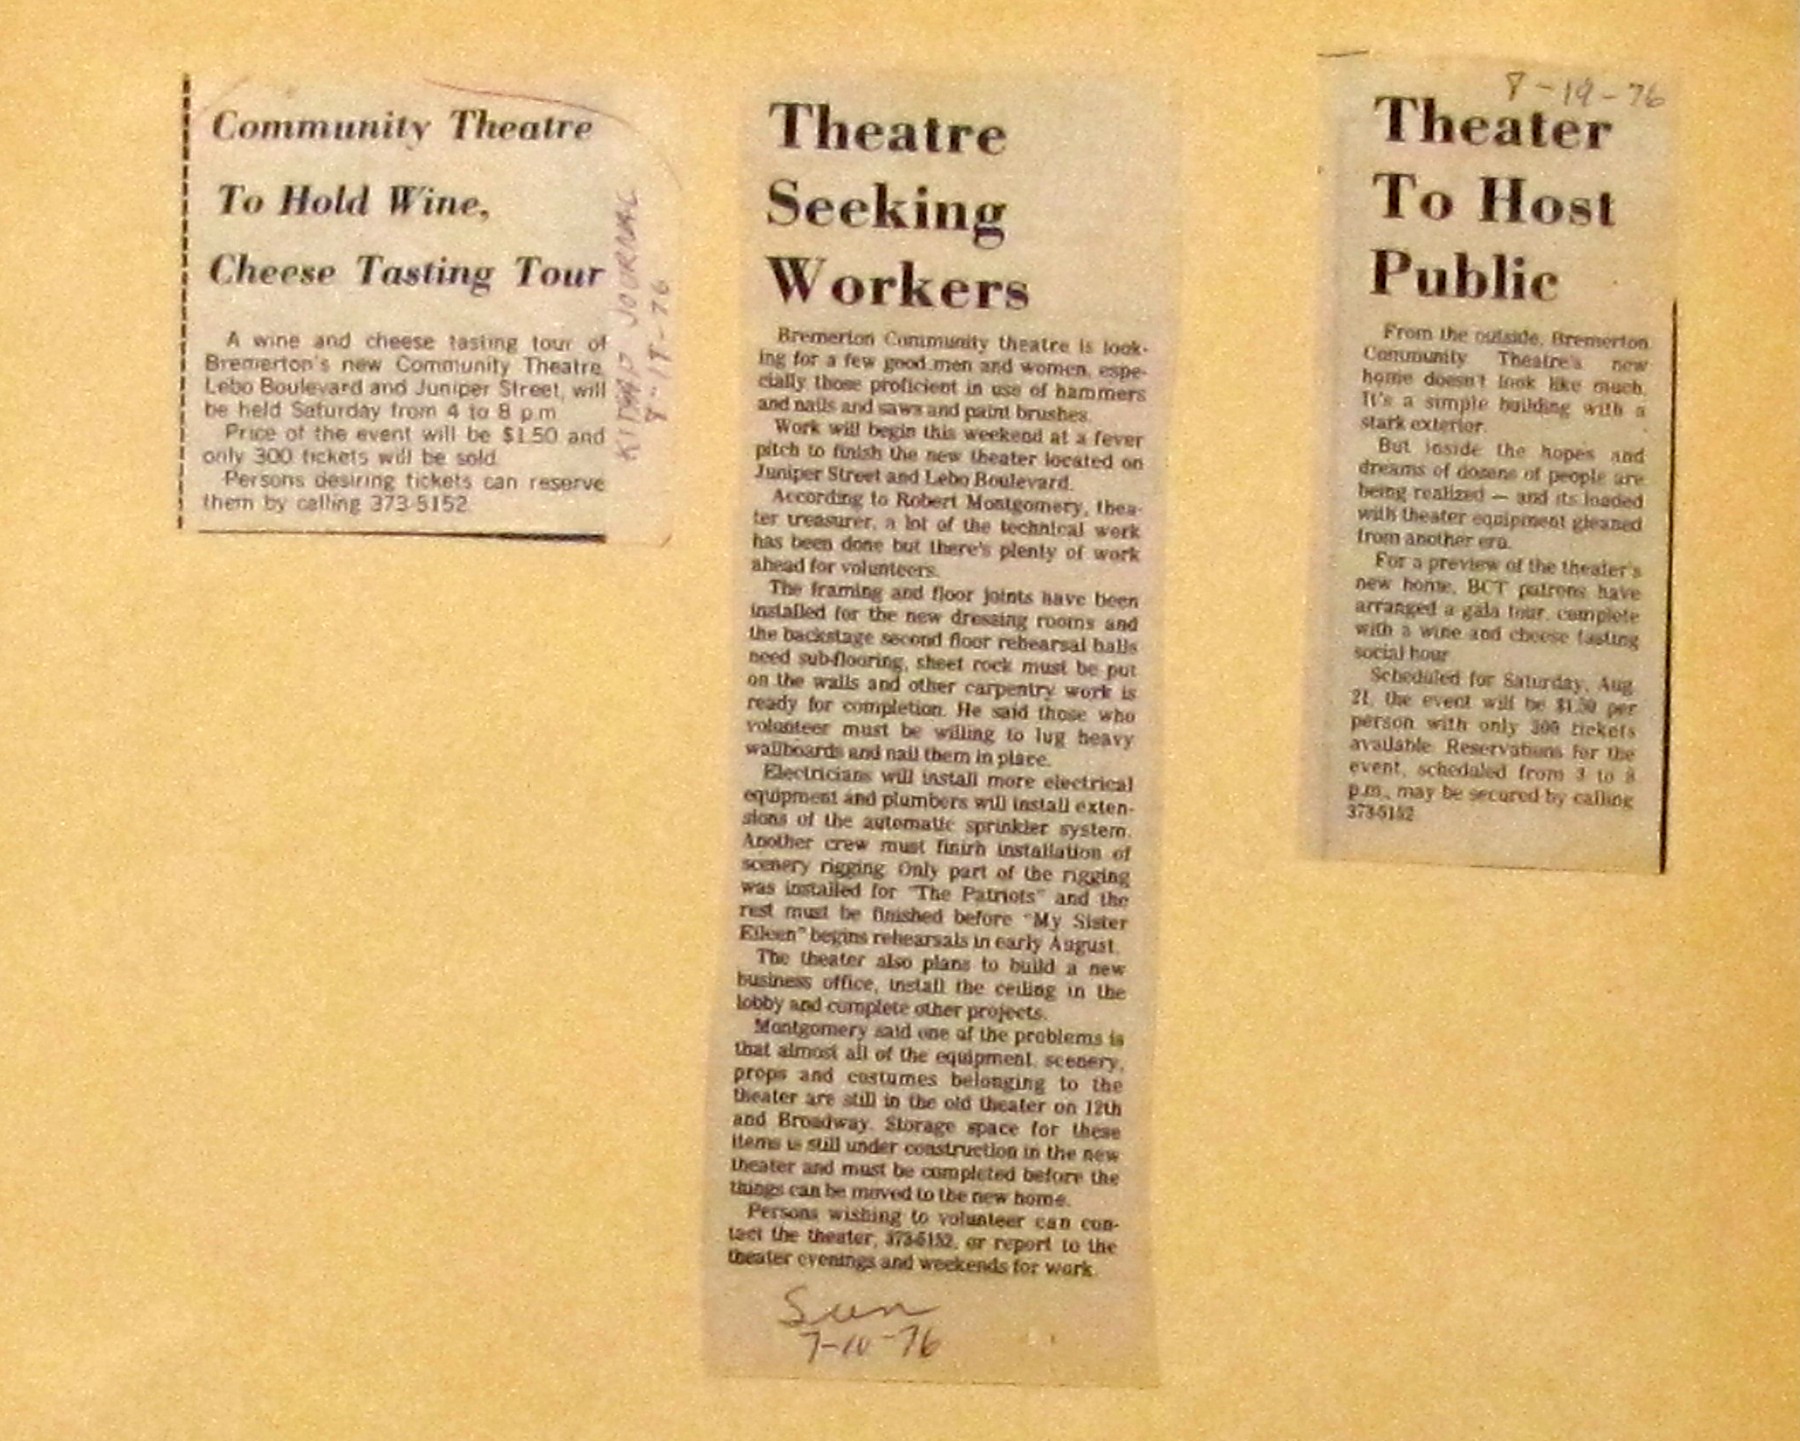 Community Theatre
To Hold Wine,
Cheese Tasting Tour
A wine and cheese tasting tour of
Bremerton's new Community Theatre,
Lebo Boulevard and Juniper Street, will
be held Saturday from 4 to 8 p.m.
Price of the event will be $1.50 and
only 300 tickets will be sold.
Persons desiring tickets can reserve
them by calling 373-5152.
KITSAP JOURNAL
Theatre
Seeking
Workers
Bremerton Community theatre is look-
ing for a few good men and women, espe-
cially those proficient in use of hammers
and nails and saws and paint brushes.
Work will begin this weekend at a fever
pitch to finish the new theater located on
Juniper Street and Lebo Boulevard.
According to Robert Montgomery, thea-
ter treasurer, a lot of the technical work
has been done but there's plenty of work
ahead for volunteers.
The framing and floor joints have been
installed for the new dressing rooms and
the backstage second floor rehearsal halls
need sub-flooring, sheet rock must be put
on the walls and other carpentry work is
ready for completion. He said those who
volunteer must be willing to lug heavy
wallboards and nail them in place.
Electricians will install more electrical
equipment and plumbers will install exten-
sions of the automatic sprinkler system.
Another crew must finirh installation of
scenery rigging. Only part of the rigging
was installed for "The Patriots" and the
rest must be finished before "My Sister
Eileen" begins rehearsals in early August.
The theater also plans to build a new
business office, install the ceiling in the
lobby and complete other projects.
Montgomery said one of the problems is
that almost all of the equipment, scenery,
props and costumes belonging to the
theater are still in the old theater on 12th
and Broadway. Storage space for these
items is still under construction in the new
theater and must be completed before the
things can be moved to the new home.
Persons wishing to volunteer can con-
tact the theater, 373-5152, or report to the
theater evenings and weekends for work.
Sun
7-10-76
8-19-76
Theater
To Host
Public
From the outside, Bremerton
Community Theatre's new
home doesn't look like much.
It's a simple building with a
stark exterior.
But inside the hopes and
dreams of dozens of people are
being realized — and its loaded
with theater equipment gleaned
from another era.
For a preview of the theater's
new home, BCT patrons have
arranged a gala tour, complete
with a wine and cheese tasting
social hour.
Scheduled for Saturday, Aug.
21, the event will be $1.50 per
person with only 300 tickets
available. Reservations for the
event, scheduled from 3 to 8
p.m., may be secured by calling
373-5152.